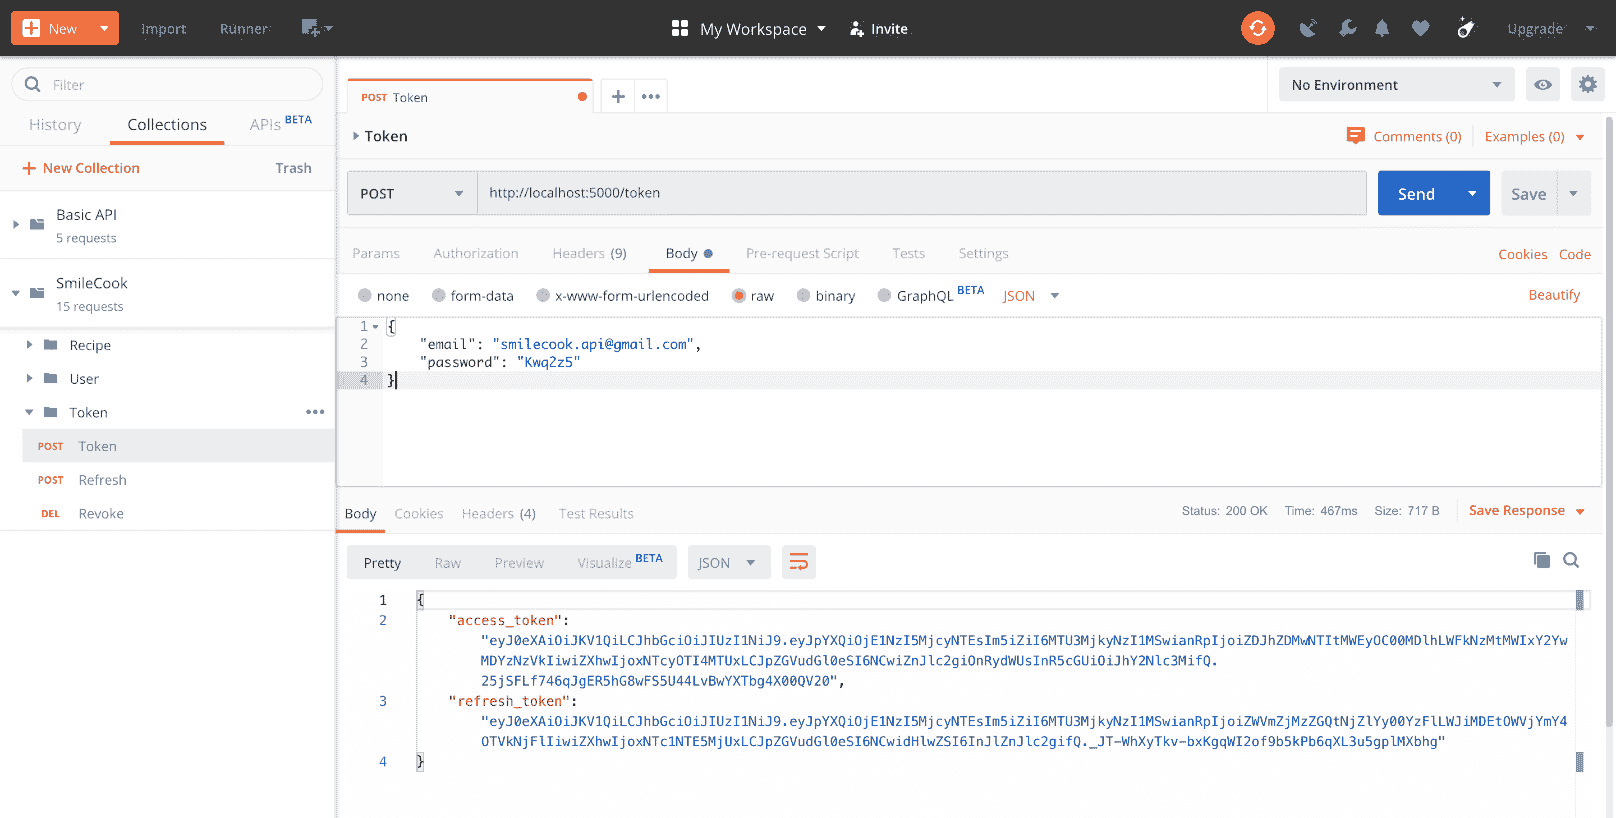 New
Import
Runner
My Workspace
Invite
Upgrade
Filter
History
Collections
APIs BETA
+ New Collection
Trash
Basic API
5 requests
SmileCook
15 requests
Recipe
User
Token
POST Token
POST Refresh
DEL Revoke
POST Token
No Environment
Token
Comments (0)
Examples (0)
POST
http://localhost:5000/token
Send
Save
Params
Authorization
Headers (9)
Body
Pre-request Script
Tests
Settings
Cookies
Code
none
form-data
x-www-form-urlencoded
raw
binary
GraphQL BETA
JSON
Beautify
1 {
2 "email": "smilecook.api@gmail.com",
3 "password": "Kwq2z5"
4 }
Body
Cookies
Headers (4)
Test Results
Status: 200 OK
Time: 467ms
Size: 717 B
Save Response
Pretty
Raw
Preview
Visualize BETA
JSON
1 {
2 "access_token":
"eyJ0eXAiOiJKV1QiLCJhbGciOiJIUzI1NiJ9.eyJpYXQiOjE1NzI5MjcyNTEsIm5iZiI6MTU3MjkyNzI1MSwianRpIjoiZDJhZDMwNTItMWEyOC00MDlhLWFkNzMtMWIxY2Yw
MDYzNzVkIiwiZXhwIjoxNTcyOTI4MTUxLCJpZGVudGl0eSI6NCwiZnJlc2giOnRydWUsInR5cGUiOiJhY2Nlc3MifQ.
25jSFLf746qJgER5hG8wFS5U44LvBwYXTbg4X00QV20",
3 "refresh_token":
"eyJ0eXAiOiJKV1QiLCJhbGciOiJIUzI1NiJ9.eyJpYXQiOjE1NzI5MjcyNTEsIm5iZiI6MTU3MjkyNzI1MSwianRpIjoiZWVmZjMzZGQtNjZlYy00YzFlLWJiMDEtOWVjYmY4
OTVkNjFlIiwiZXhwIjoxNTc1NTE5MjUxLCJpZGVudGl0eSI6NCwidHlwZSI6InJlZnJlc2gifQ._JT-WhXyTkv-bxKgqWI2of9b5kPb6qXL3u5gplMXbhg"
4 }